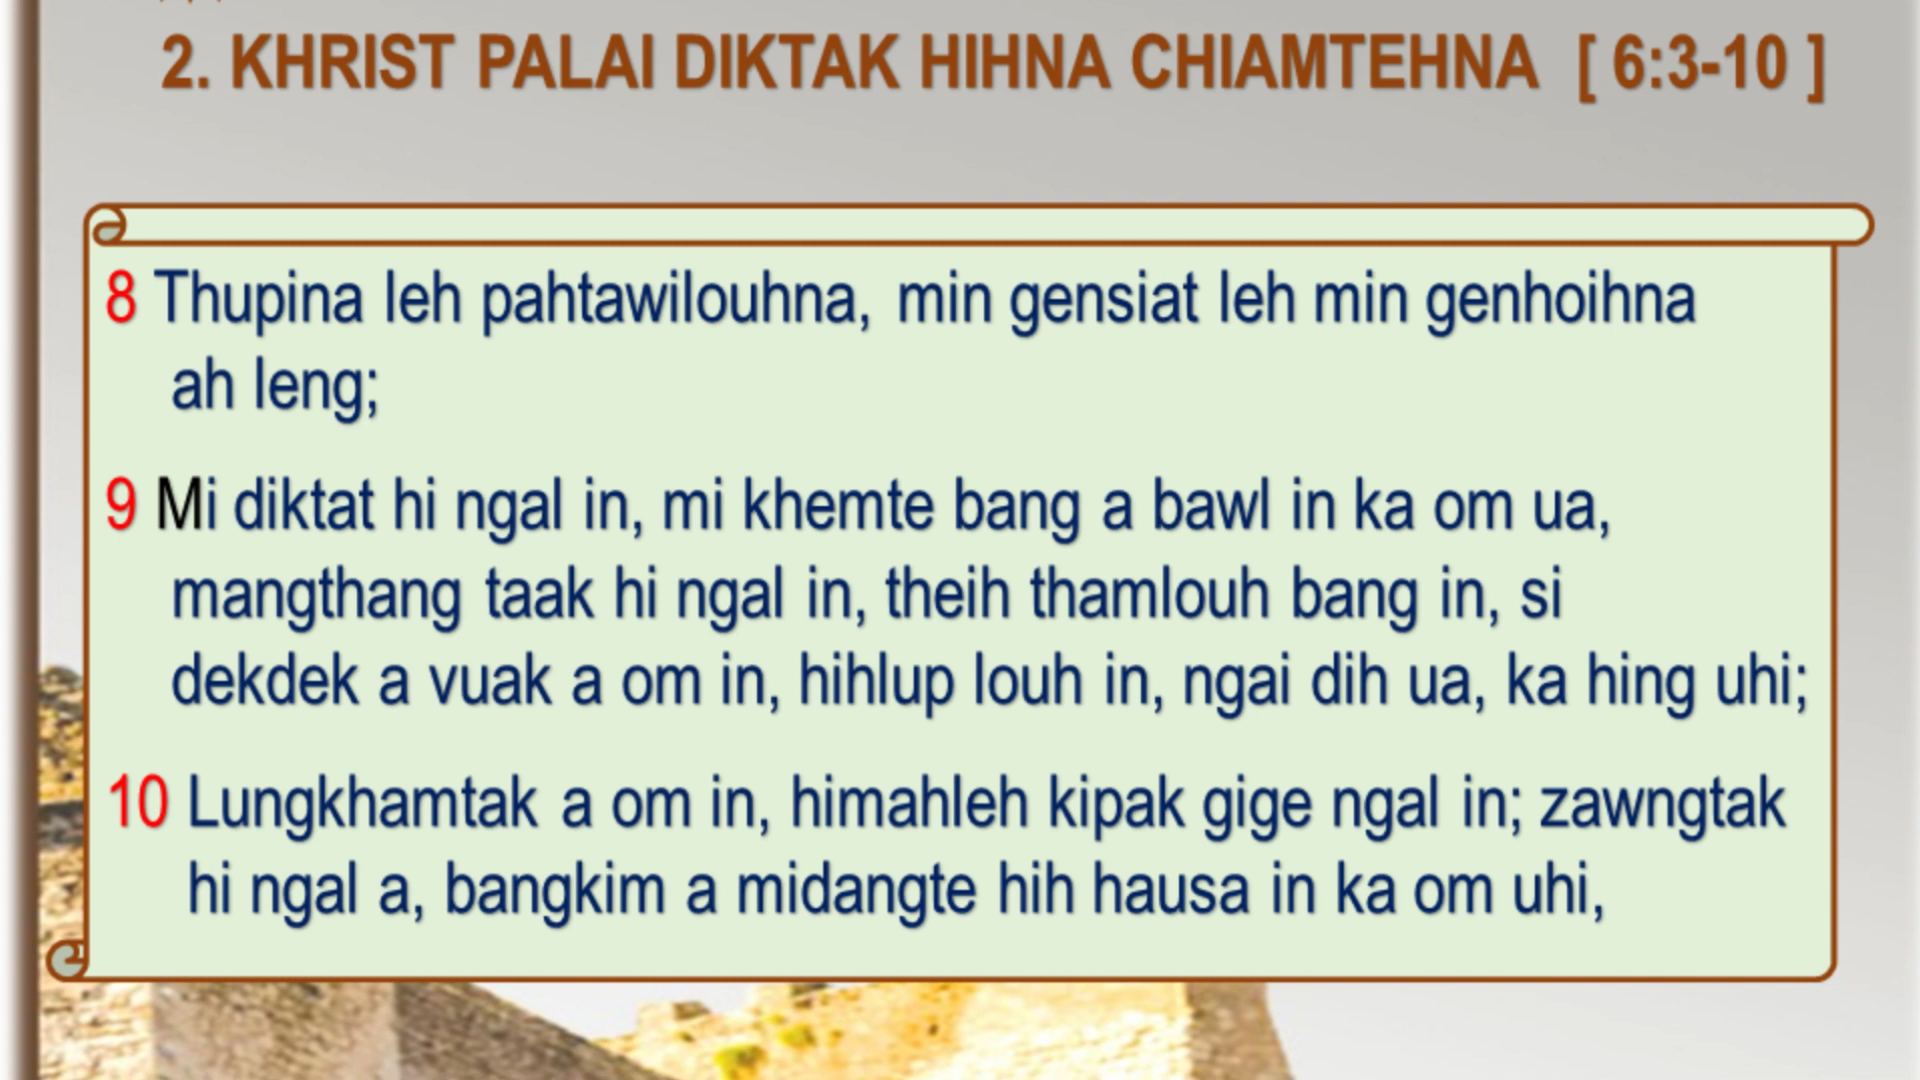 2. KHRIST PALAI DIKTAK HIHNA CHIAMTEHNA [ 6:3-10 ]
8 Thupina leh pahtawilouhna, min gensiat leh min genhoihna
ah leng;
9 Mi diktat hi ngal in, mi khemte bang a bawl in ka om ua,
mangthang taak hi ngal in, theih thamlouh bang in, si
dekdek a vuak a om in, hihlup louh in, ngai dih ua, ka hing uhi;
10 Lungkhamtak a om in, himahleh kipak gige ngal in; zawngtak
hi ngal a, bangkim a midangte hih hausa in ka om uhi,